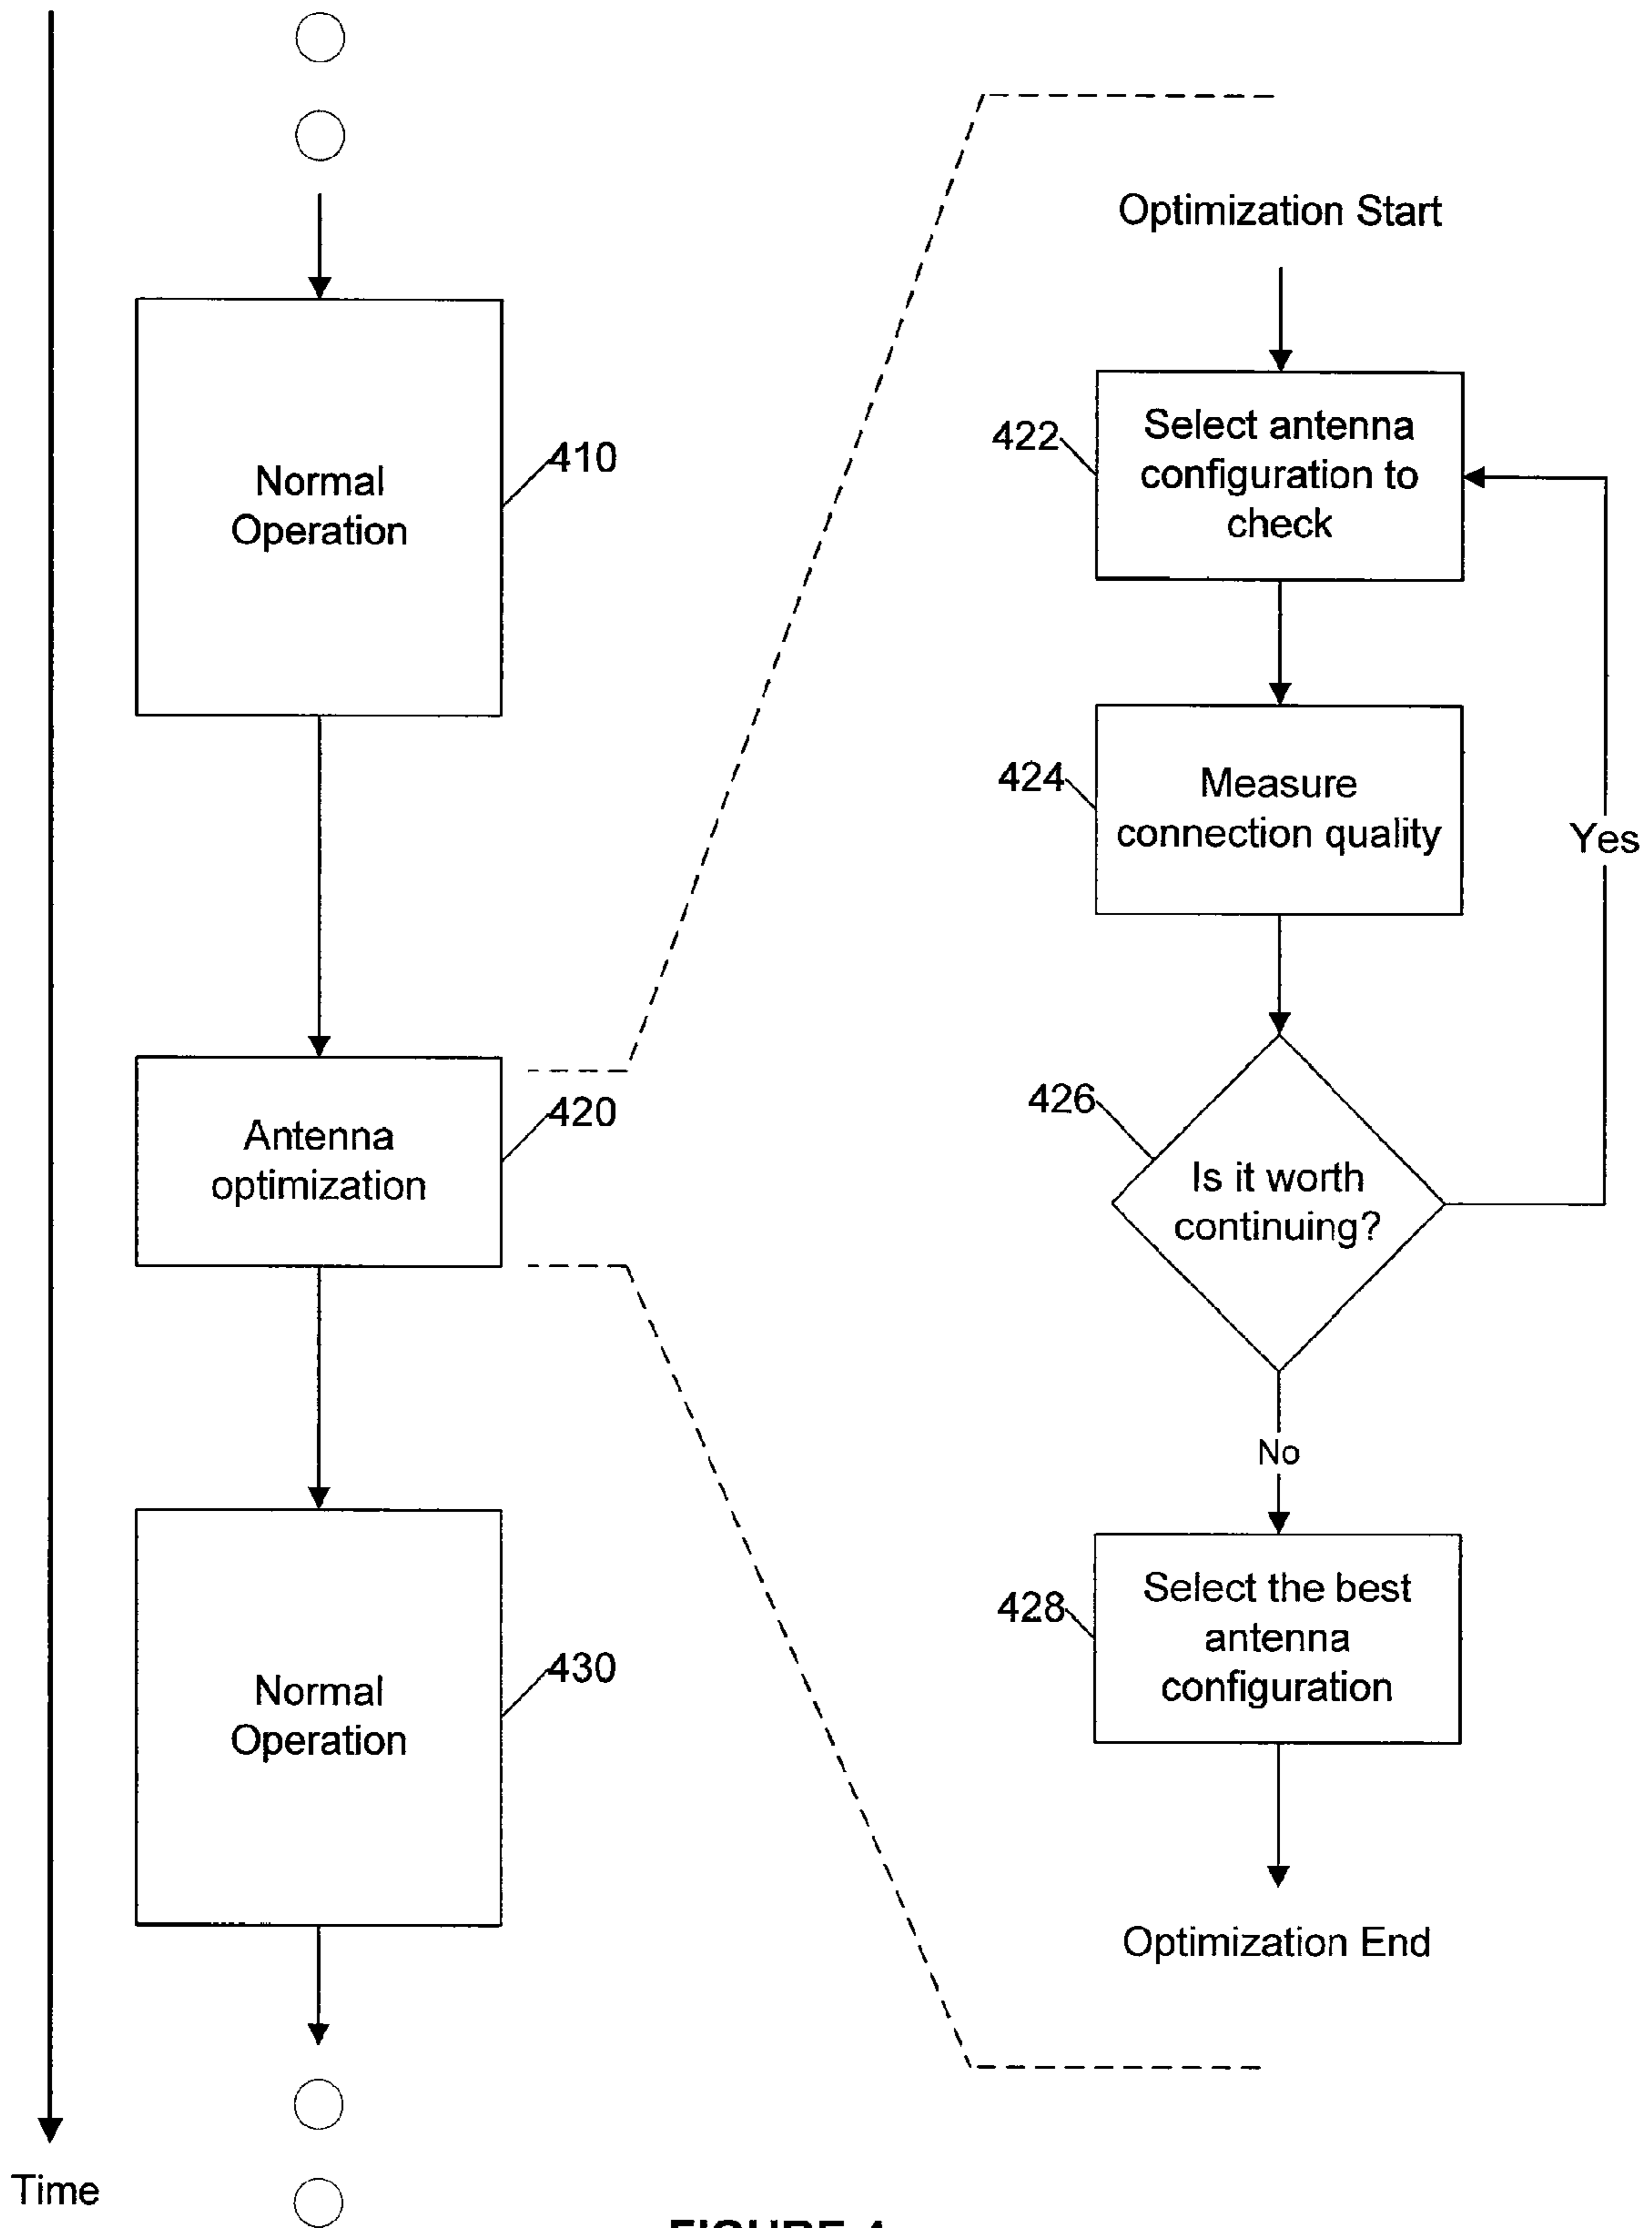 Normal
Operation
410
Antenna
optimization
420
Normal
Operation
430
Time
Optimization Start
422
Select antenna
configuration to
check
424
Measure
connection quality
Yes
426
Is it worth
continuing?
No
428
Select the best
antenna
configuration
Optimization End